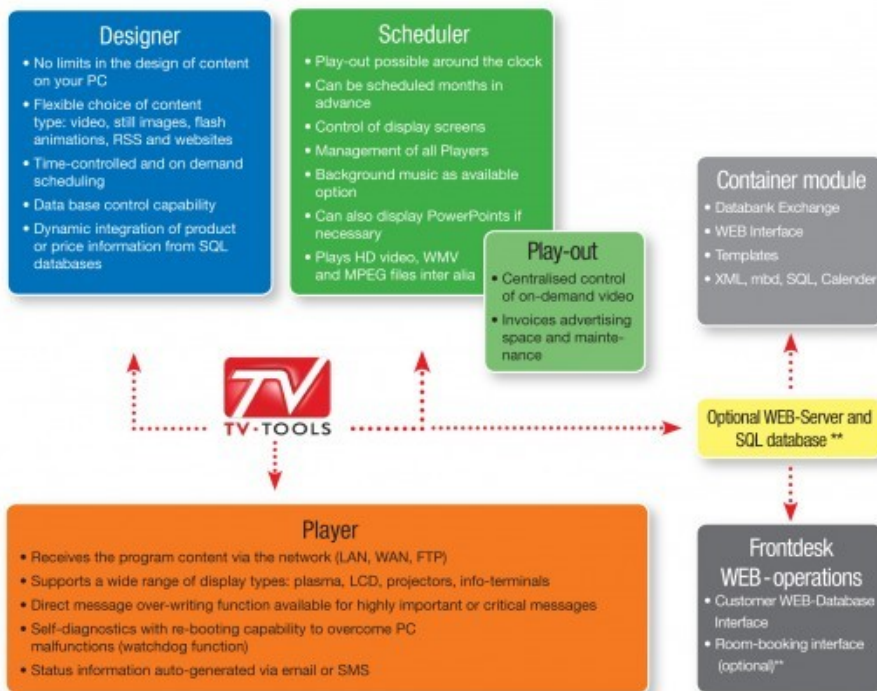 Designer
• No limits in the design of content
on your PC
• Flexible choice of content
type: video, still images, flash
animations, RSS and websites
• Time-controlled and on demand
scheduling
• Data base control capability
• Dynamic integration of product
or price information from SQL
databases
Scheduler
• Play-out possible around the clock
• Can be scheduled months in
advance
• Control of display screens
• Management of all Players
• Background music as available
option
• Can also display PowerPoints if
necessary
• Plays HD video, WMV
and MPEG files inter alia
Play-out
• Centralised control
of on-demand video
• Invoices advertising
space and mainte-
nance
Container module
• Databank Exchange
• WEB Interface
• Templates
• XML, mbd, SQL, Calender
TV
TV·TOOLS
Optional WEB-Server and
SQL database **
Player
• Receives the program content via the network (LAN, WAN, FTP)
• Supports a wide range of display types: plasma, LCD, projectors, info-terminals
• Direct message over-writing function available for highly important or critical messages
• Self-diagnostics with re-booting capability to overcome PC
malfunctions (watchdog function)
• Status information auto-generated via email or SMS
Frontdesk
WEB-operations
• Customer WEB-Database
Interface
• Room-booking interface
(optional)**